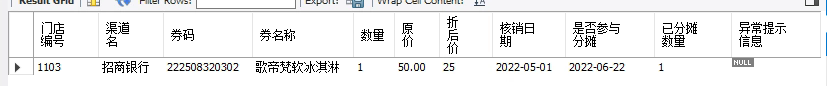 Result Grid Filter Rows: Export: Wrap Cell Content:
门店编号 渠道名 券码 券名称 数量 原价 折后价 核销日期 是否参与分摊 已分摊数量 异常提示信息
1103 招商银行 222508320302 歌帝梵软冰淇淋 1 50.00 25 2022-05-01 2022-06-22 1 NULL